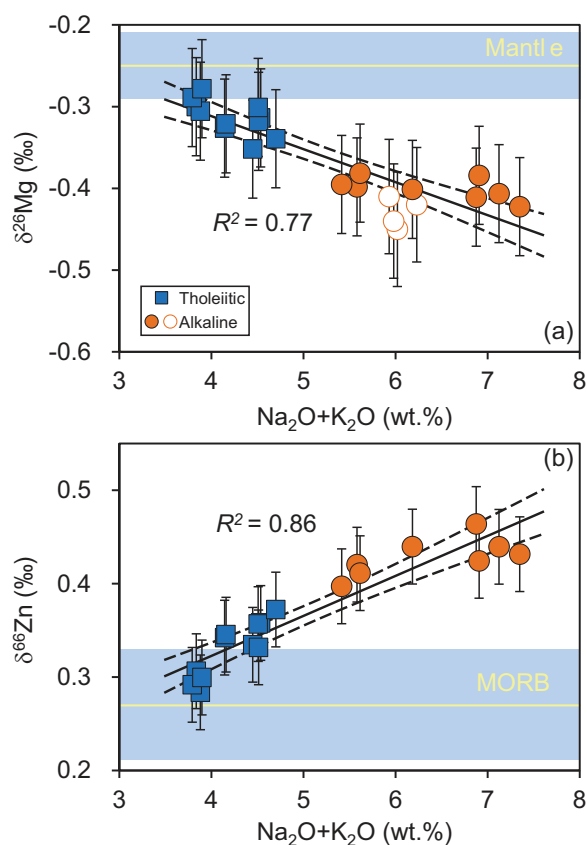 -0.2
Mantle
-0.3
δ²⁶Mg (‰)
-0.4
R² = 0.77
-0.5
Tholeiitic
Alkaline
(a)
-0.6
3 4 5 6 7 8
Na₂O+K₂O (wt.%)
(b)
0.5
R² = 0.86
δ⁶⁶Zn (‰)
0.4
0.3
MORB
0.2
3 4 5 6 7 8
Na₂O+K₂O (wt.%)